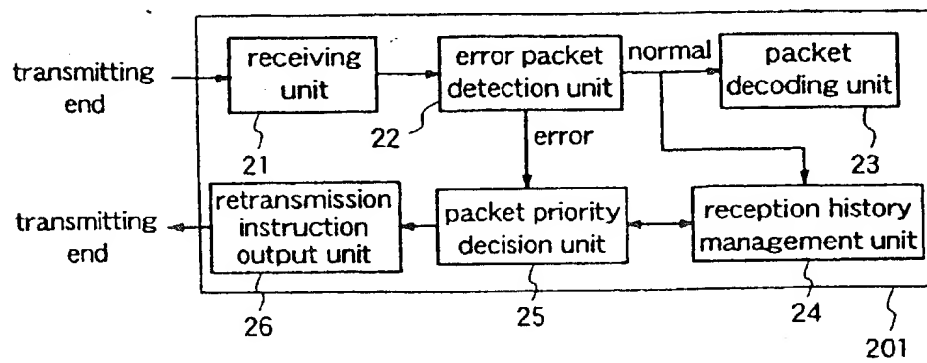 transmitting
end
receiving
unit
21
error packet
detection unit
22
normal
packet
decoding unit
23
error
transmitting
end
retransmission
instruction
output unit
26
packet priority
decision unit
25
reception history
management unit
24
201